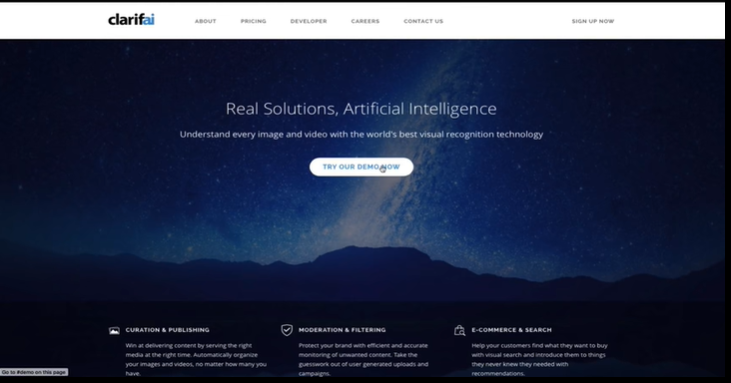 clarifai
ABOUT PRICING DEVELOPER CAREERS CONTACT US SIGN UP NOW
Real Solutions, Artificial Intelligence
Understand every image and video with the world's best visual recognition technology
TRY OUR DEMO NOW
CURATION & PUBLISHING
Win at delivering content by serving the right
media at the right time. Automatically organize
your images and videos, no matter how many you
have.
MODERATION & FILTERING
Protect your brand with efficient and accurate
monitoring of unwanted content. Take the
guesswork out of user generated uploads and
campaigns.
E-COMMERCE & SEARCH
Help your customers find what they want to buy
with visual search and introduce them to things
they never knew they needed with
recommendations.
Go to #demo on this page